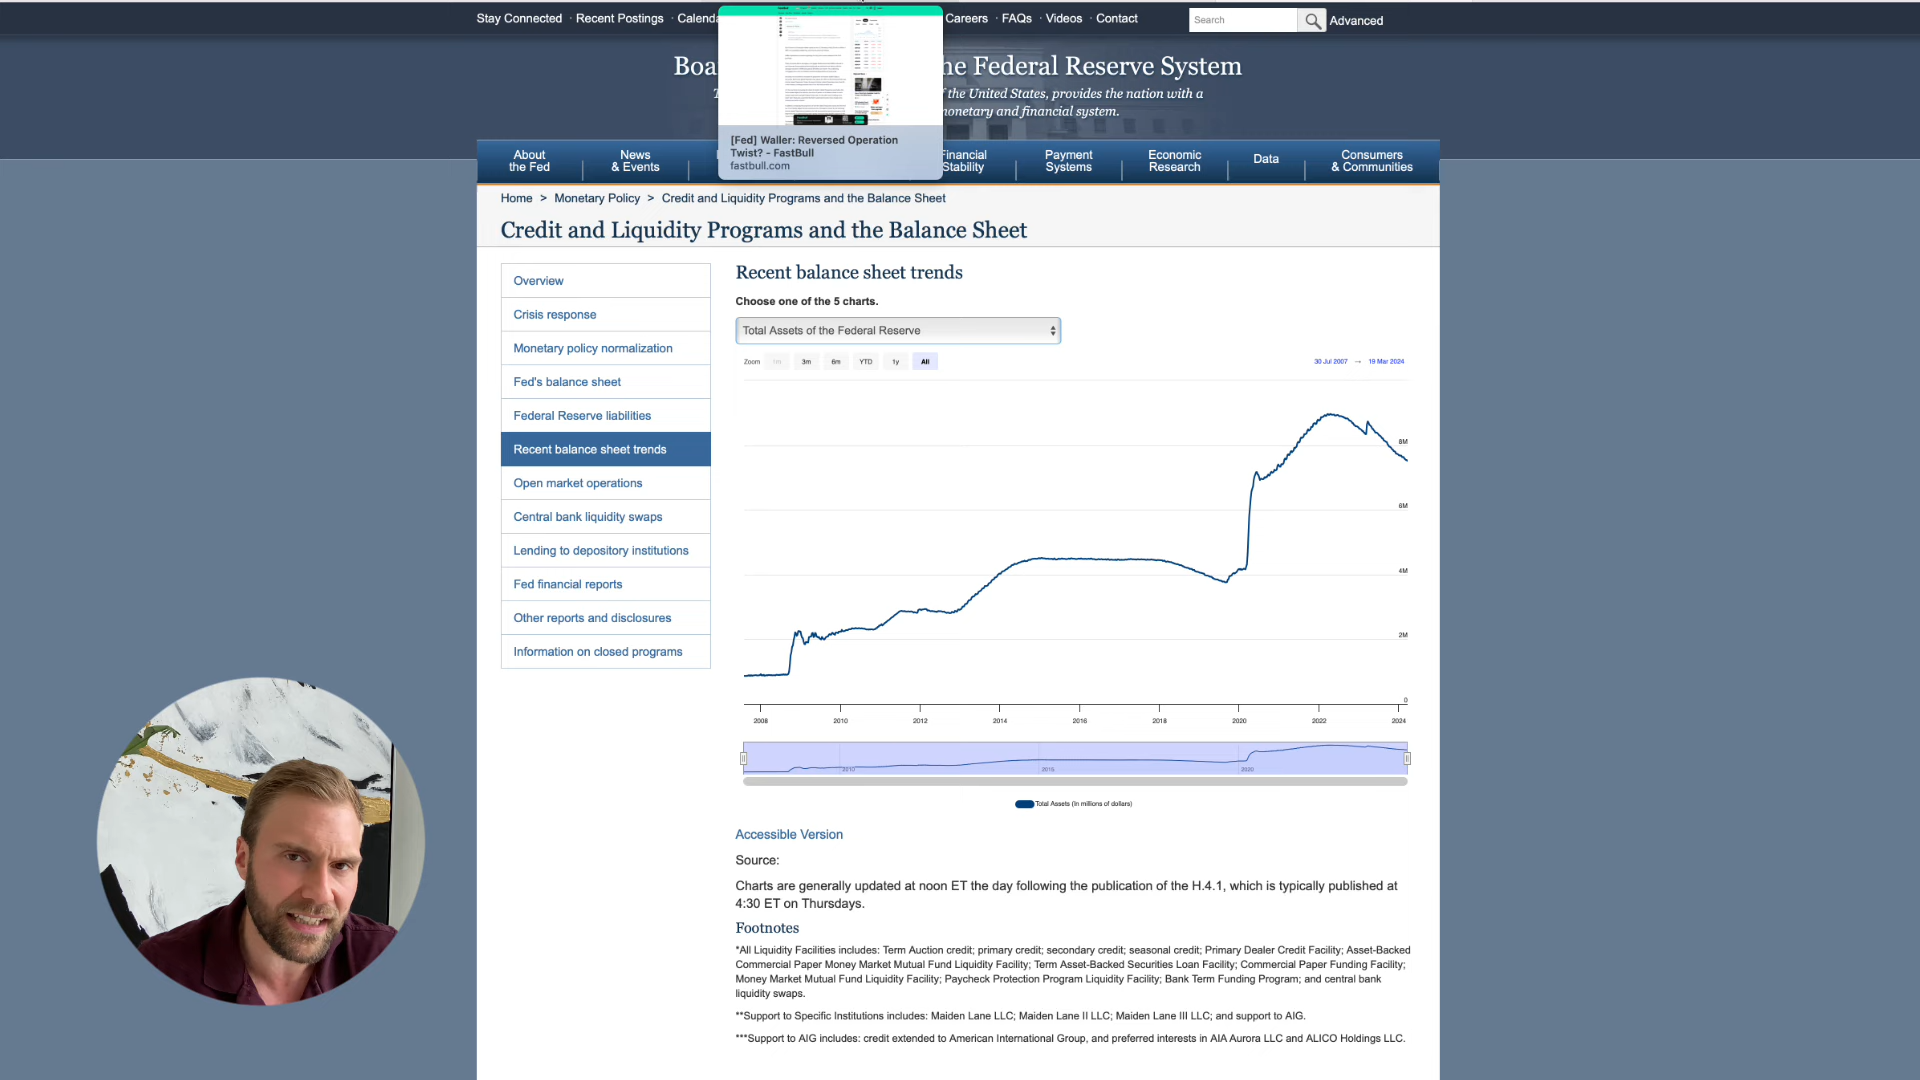 Stay Connected · Recent Postings · Calenda
Careers · FAQs · Videos · Contact
Search
Advanced
Boa
he Federal Reserve System
T
f the United States, provides the nation with a
monetary and financial system.
[Fed] Waller: Reversed Operation
Twist? - FastBull
fastbull.com
About
the Fed
News
& Events
Financial
Stability
Payment
Systems
Economic
Research
Data
Consumers
& Communities
Home > Monetary Policy > Credit and Liquidity Programs and the Balance Sheet
Credit and Liquidity Programs and the Balance Sheet
Overview
Crisis response
Monetary policy normalization
Fed's balance sheet
Federal Reserve liabilities
Recent balance sheet trends
Open market operations
Central bank liquidity swaps
Lending to depository institutions
Fed financial reports
Other reports and disclosures
Information on closed programs
Recent balance sheet trends
Choose one of the 5 charts.
Total Assets of the Federal Reserve
Zoom 1m 3m 6m YTD 1y All
30 Jul 2007 → 19 Mar 2024
8M
6M
4M
2M
0
2008 2010 2012 2014 2016 2018 2020 2022 2024
2010 2015 2020
Total Assets (In millions of dollars)
Accessible Version
Source:
Charts are generally updated at noon ET the day following the publication of the H.4.1, which is typically published at
4:30 ET on Thursdays.
Footnotes
*All Liquidity Facilities includes: Term Auction credit; primary credit; secondary credit; seasonal credit; Primary Dealer Credit Facility; Asset-Backed
Commercial Paper Money Market Mutual Fund Liquidity Facility; Term Asset-Backed Securities Loan Facility; Commercial Paper Funding Facility;
Money Market Mutual Fund Liquidity Facility; Paycheck Protection Program Liquidity Facility; Bank Term Funding Program; and central bank
liquidity swaps.
**Support to Specific Institutions includes: Maiden Lane LLC; Maiden Lane II LLC; Maiden Lane III LLC; and support to AIG.
***Support to AIG includes: credit extended to American International Group, and preferred interests in AIA Aurora LLC and ALICO Holdings LLC.